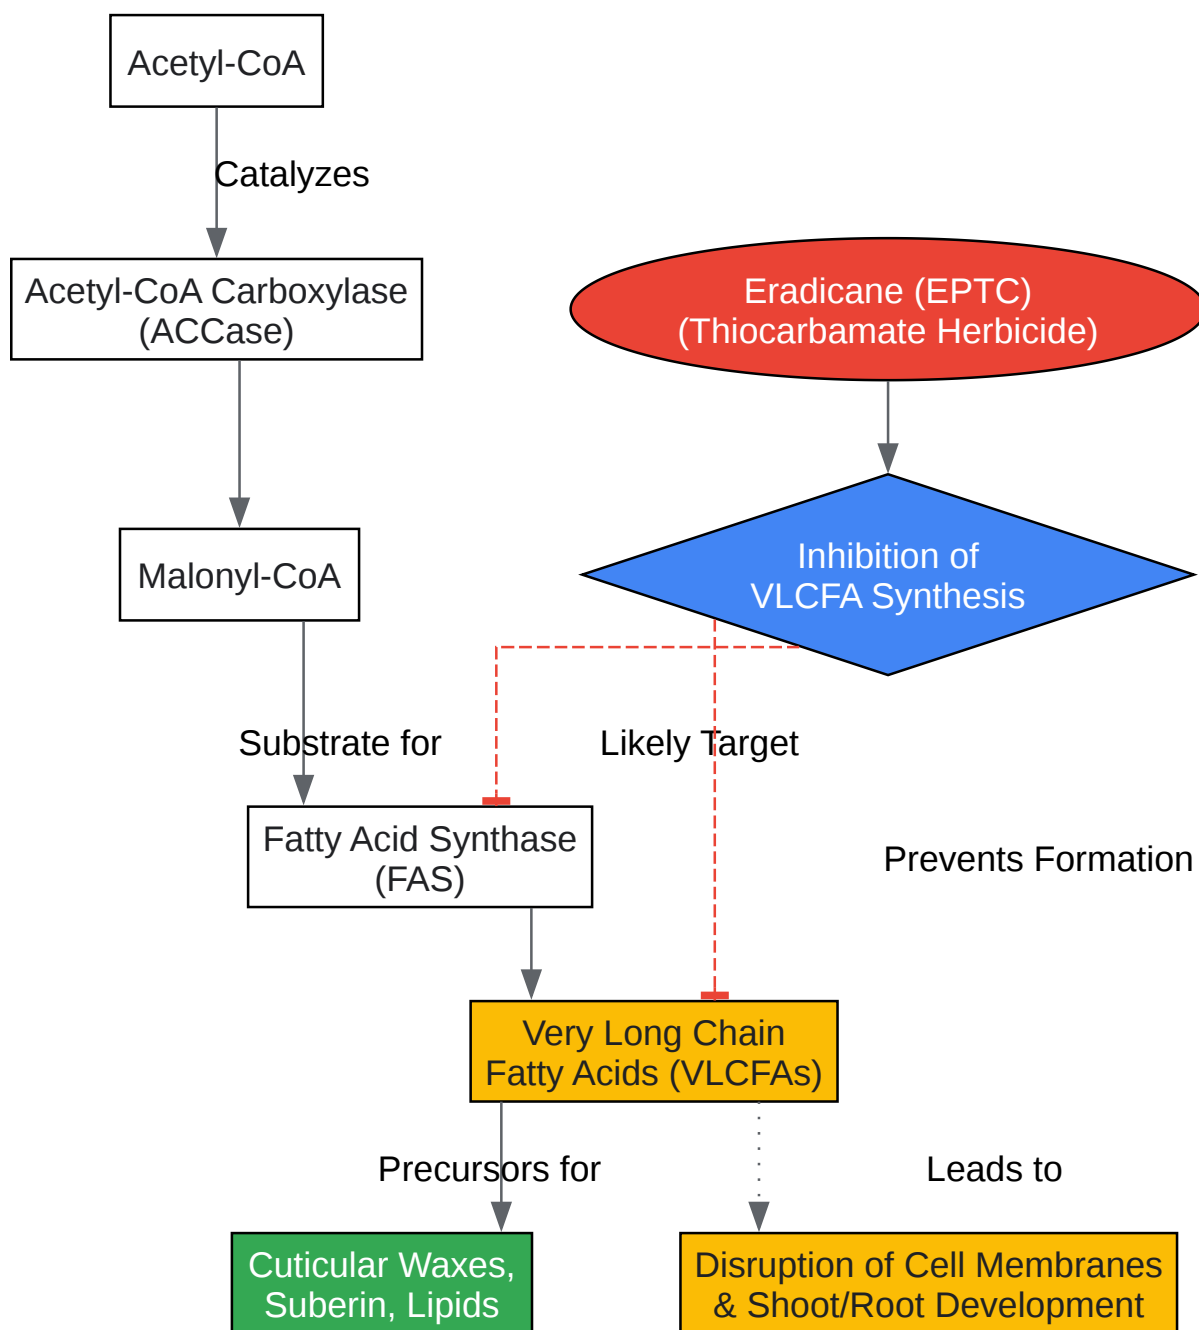 Acetyl-CoA
Catalyzes
Acetyl-CoA Carboxylase
(ACCase)
Eradicane (EPTC)
(Thiocarbamate Herbicide)
Malonyl-CoA
Inhibition of
VLCFA Synthesis
Substrate for
Likely Target
Fatty Acid Synthase
(FAS)
Prevents Formation
Very Long Chain
Fatty Acids (VLCFAs)
Precursors for
Leads to
Cuticular Waxes,
Suberin, Lipids
Disruption of Cell Membranes
& Shoot/Root Development